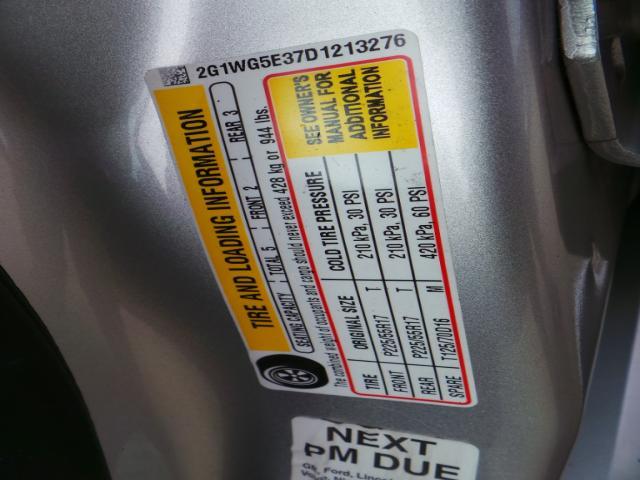 2G1WG5E37D1213276
TIRE AND LOADING INFORMATION
SEATING CAPACITY TOTAL 5 FRONT 2 REAR 3
The combined weight of occupants and cargo should never exceed 428 kg or 944 lbs.
TIRE ORIGINAL SIZE COLD TIRE PRESSURE
FRONT P225/55R17 T 210 kPa, 30 PSI
REAR P225/55R17 T 210 kPa, 30 PSI
SPARE T125/70D16 M 420 kPa, 60 PSI
SEE OWNER'S
MANUAL FOR
ADDITIONAL
INFORMATION
NEXT
PM DUE
Ford,